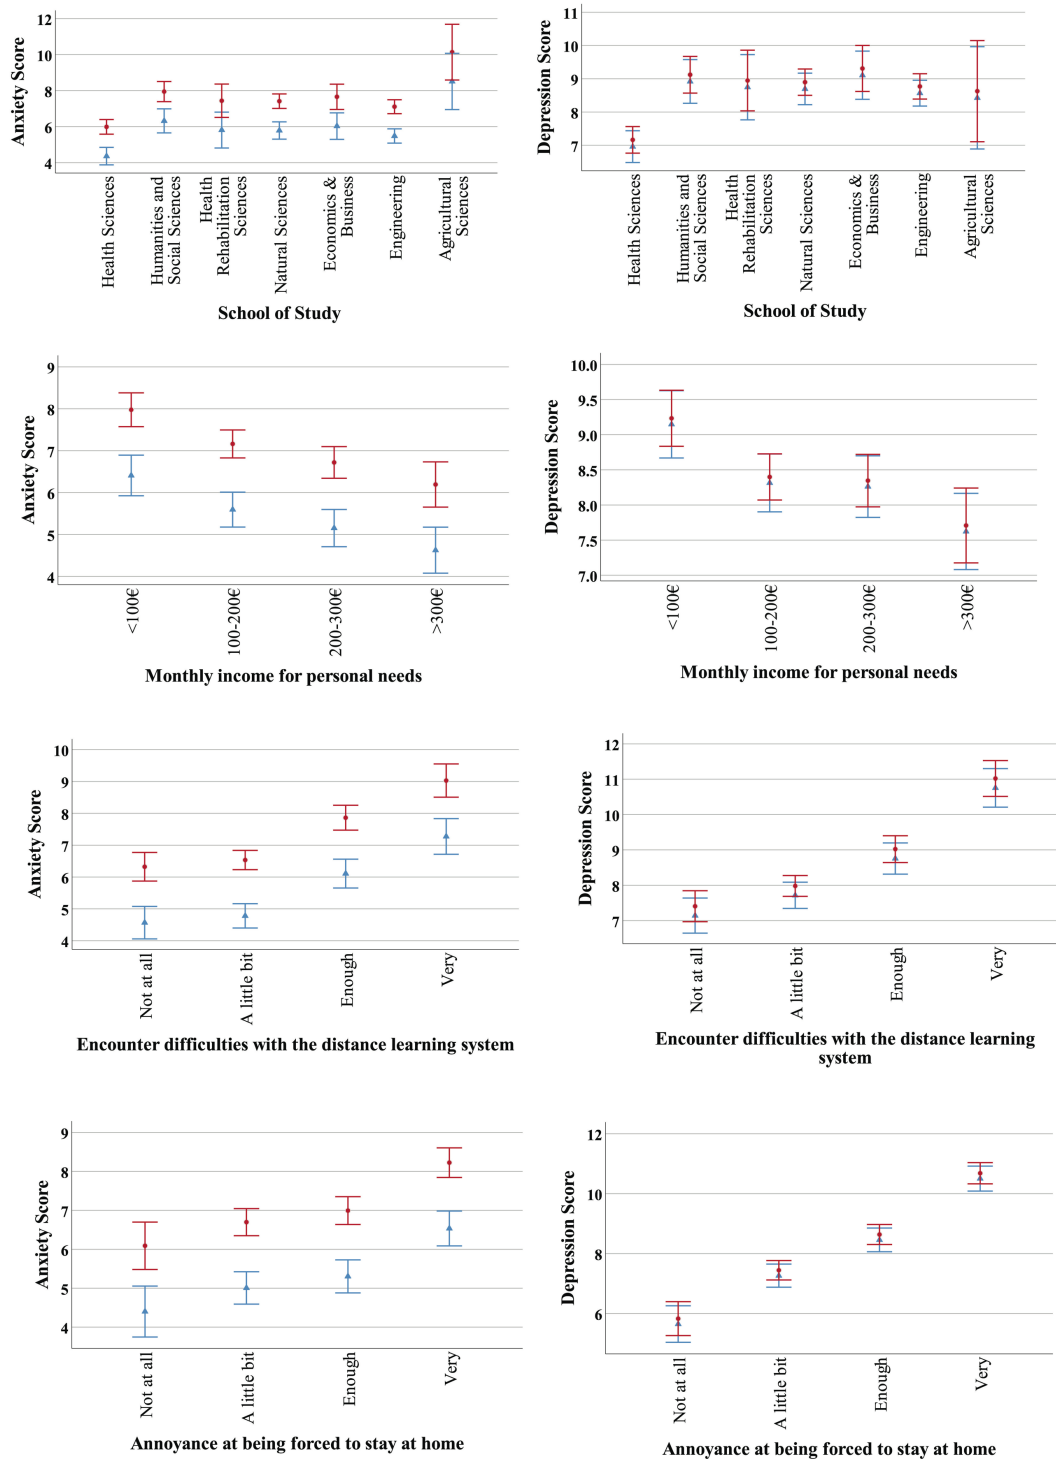 Anxiety Score
12
10
8
6
4
Health Sciences
Humanities and
Social Sciences
Health
Rehabilitation
Sciences
Natural Sciences
Economics &
Business
Engineering
Agricultural
Sciences
School of Study
Depression Score
11
10
9
8
7
Health Sciences
Humanities and
Social Sciences
Health
Rehabilitation
Sciences
Natural Sciences
Economics &
Business
Engineering
Agricultural
Sciences
School of Study
Anxiety Score
9
8
7
6
5
4
<100€
100-200€
200-300€
>300€
Monthly income for personal needs
Depression Score
10.0
9.5
9.0
8.5
8.0
7.5
7.0
<100€
100-200€
200-300€
>300€
Monthly income for personal needs
Anxiety Score
10
9
8
7
6
5
4
Not at all
A little bit
Enough
Very
Encounter difficulties with the distance learning system
Depression Score
12
11
10
9
8
7
Not at all
A little bit
Enough
Very
Encounter difficulties with the distance learning
system
Anxiety Score
9
8
7
6
5
4
Not at all
A little bit
Enough
Very
Annoyance at being forced to stay at home
Depression Score
12
10
8
6
Not at all
A little bit
Enough
Very
Annoyance at being forced to stay at home